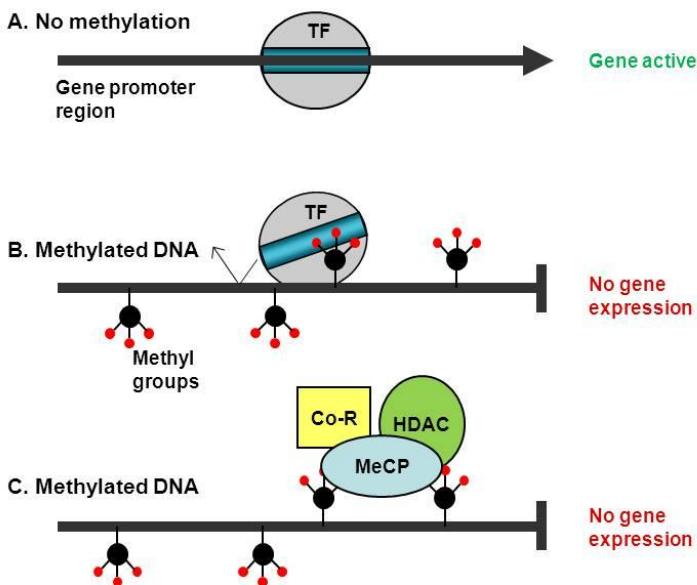 A. No methylation
TF
Gene promoter
region
Gene active
TF
B. Methylated DNA
No gene
expression
Methyl
groups
Co-R
HDAC
MeCP
C. Methylated DNA
No gene
expression